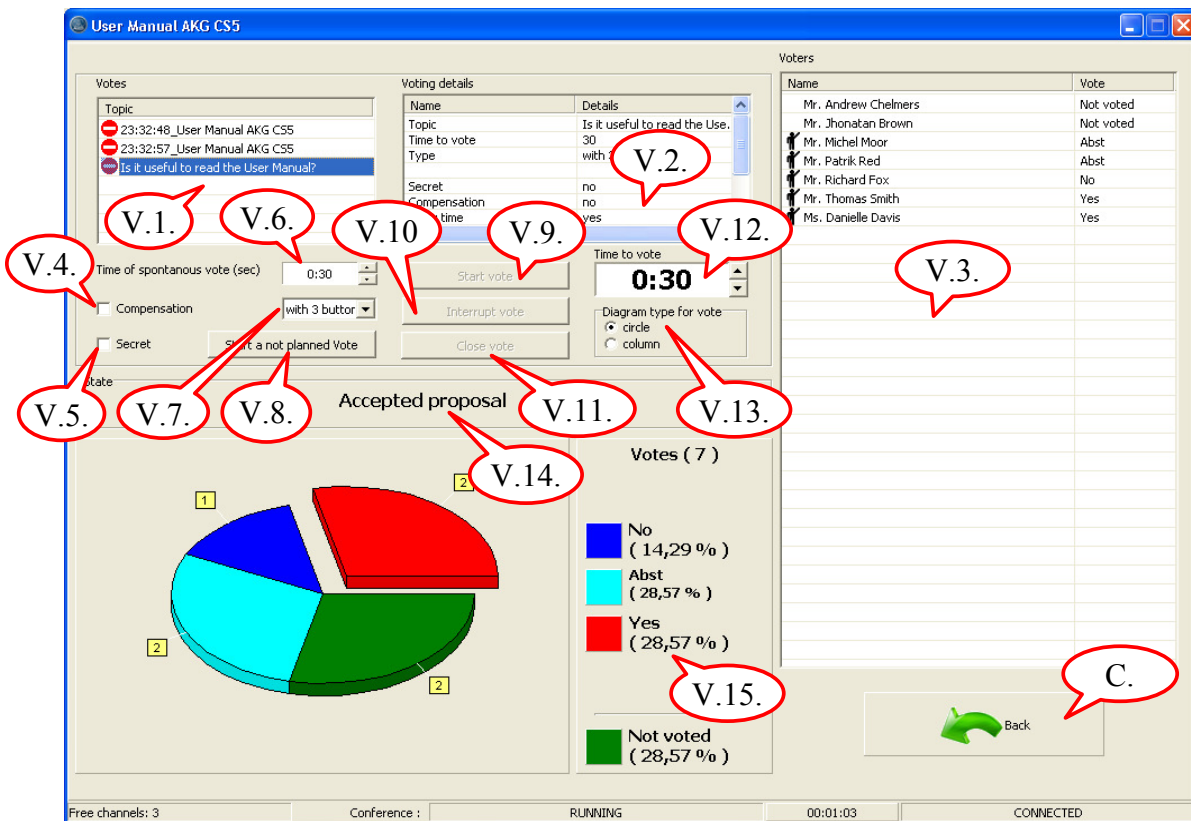 User Manual AKG CS5
Votes
Topic
23:32:48_User Manual AKG CS5
23:32:57_User Manual AKG CS5
Is it useful to read the User Manual?
V.1.
Voting details
Name Details
Topic Is it useful to read the Use.
Time to vote 30
Type with
Secret no
Compensation no
time yes
V.2.
Voters
Name Vote
Mr. Andrew Chelmers Not voted
Mr. Jhonatan Brown Not voted
Mr. Michel Moor Abst
Mr. Patrik Red Abst
Mr. Richard Fox No
Mr. Thomas Smith Yes
Ms. Danielle Davis Yes
V.3.
V.4.
V.6.
V.10
V.9.
V.12.
Time of spontanous vote (sec) 0:30
Compensation
with 3 buttor
Secret
Start a not planned Vote
Start vote
Interrupt vote
Close vote
Time to vote
0:30
Diagram type for vote
circle
column
V.5.
V.7.
V.8.
V.11.
V.13.
State
Accepted proposal
V.14.
1
2
2
2
Votes ( 7 )
No
( 14,29 % )
Abst
( 28,57 % )
Yes
( 28,57 % )
V.15.
Not voted
( 28,57 % )
C.
Back
Free channels: 3 Conference : RUNNING 00:01:03 CONNECTED